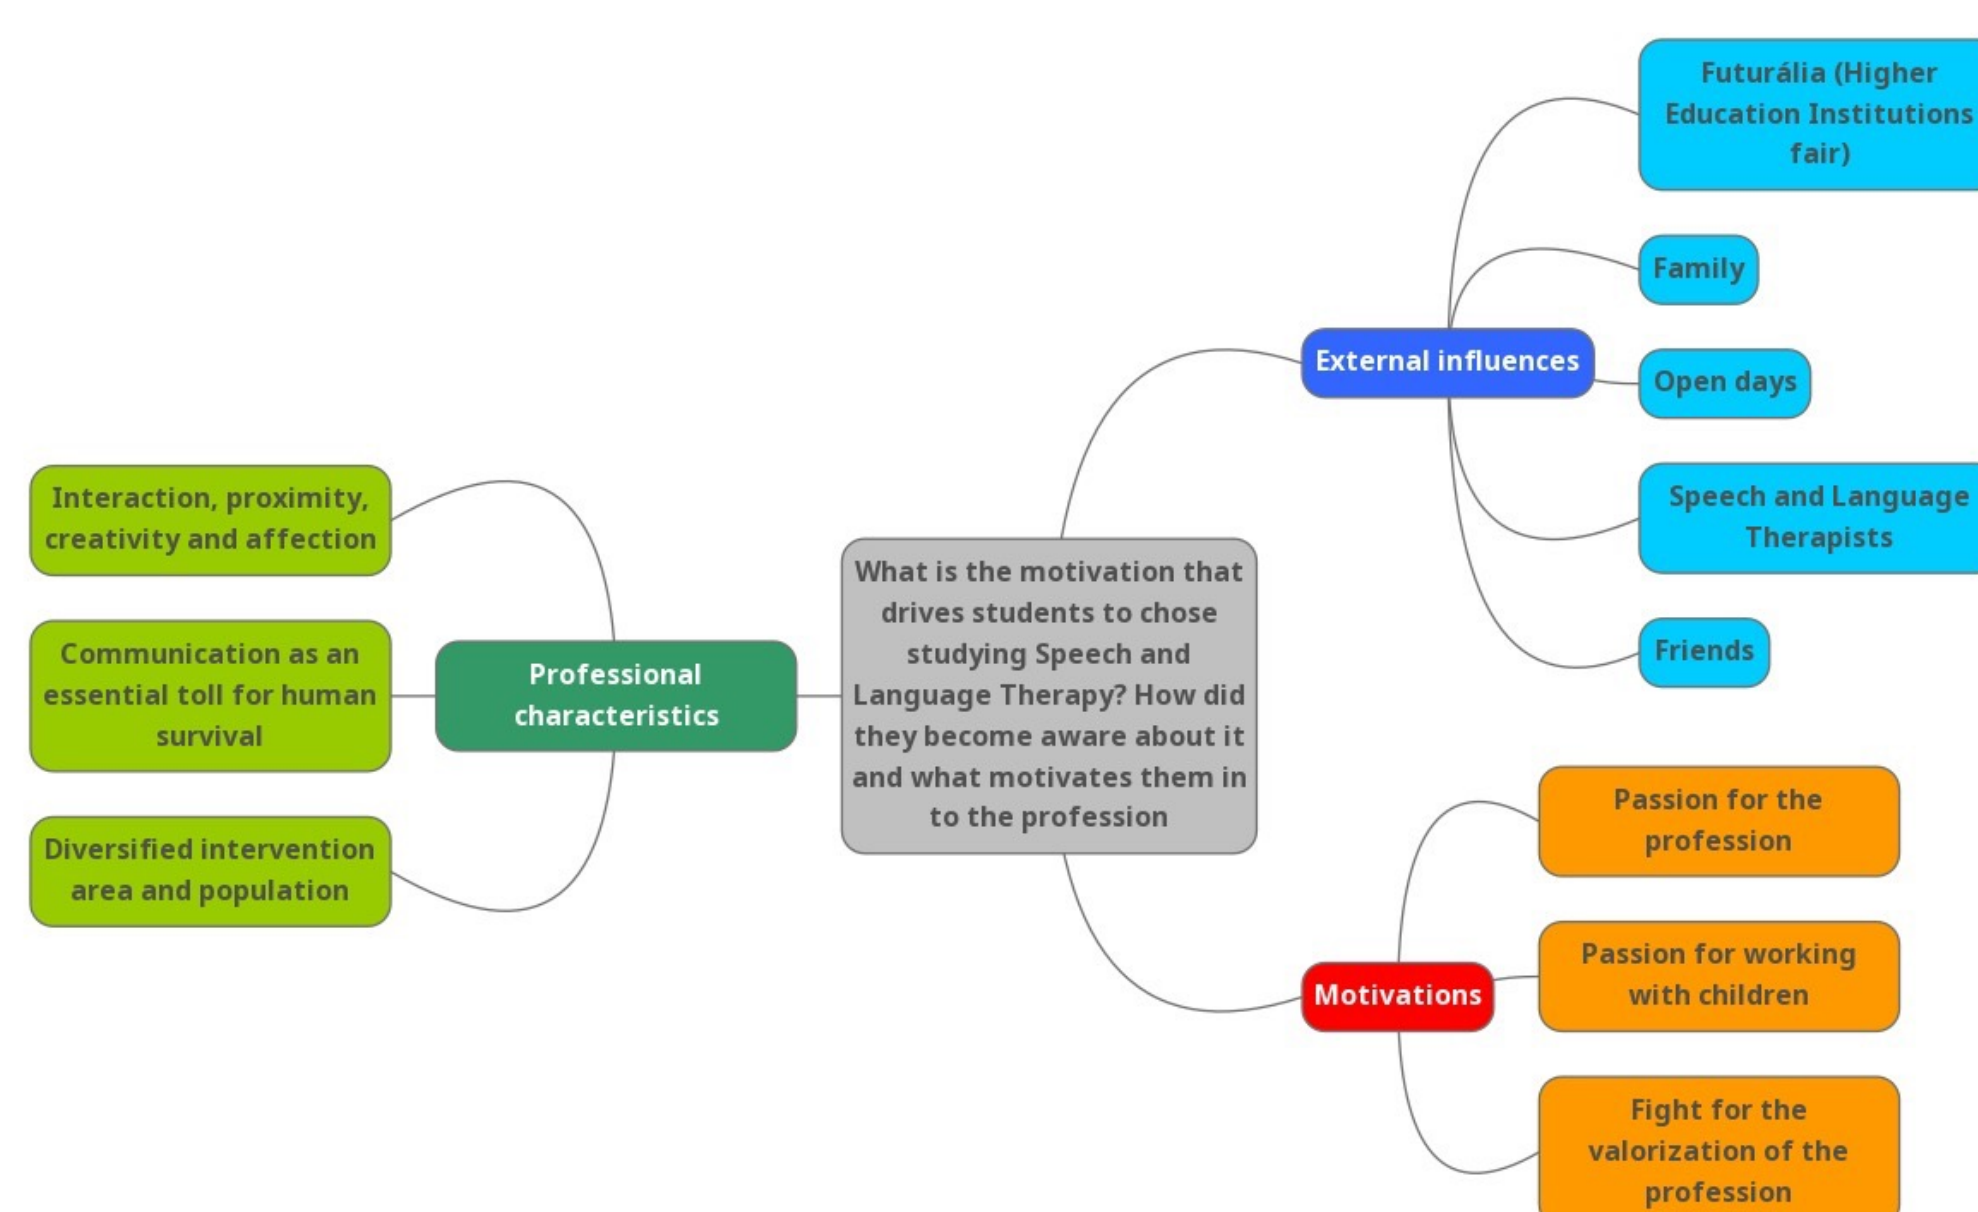 Futurália (Higher
Education Institutions
fair)
Family
External influences
Open days
Speech and Language
Therapists
Friends
Interaction, proximity,
creativity and affection
Communication as an
essential toll for human
survival
Diversified intervention
area and population
Professional
characteristics
What is the motivation that
drives students to chose
studying Speech and
Language Therapy? How did
they become aware about it
and what motivates them in
to the profession
Motivations
Passion for the
profession
Passion for working
with children
Fight for the
valorization of the
profession